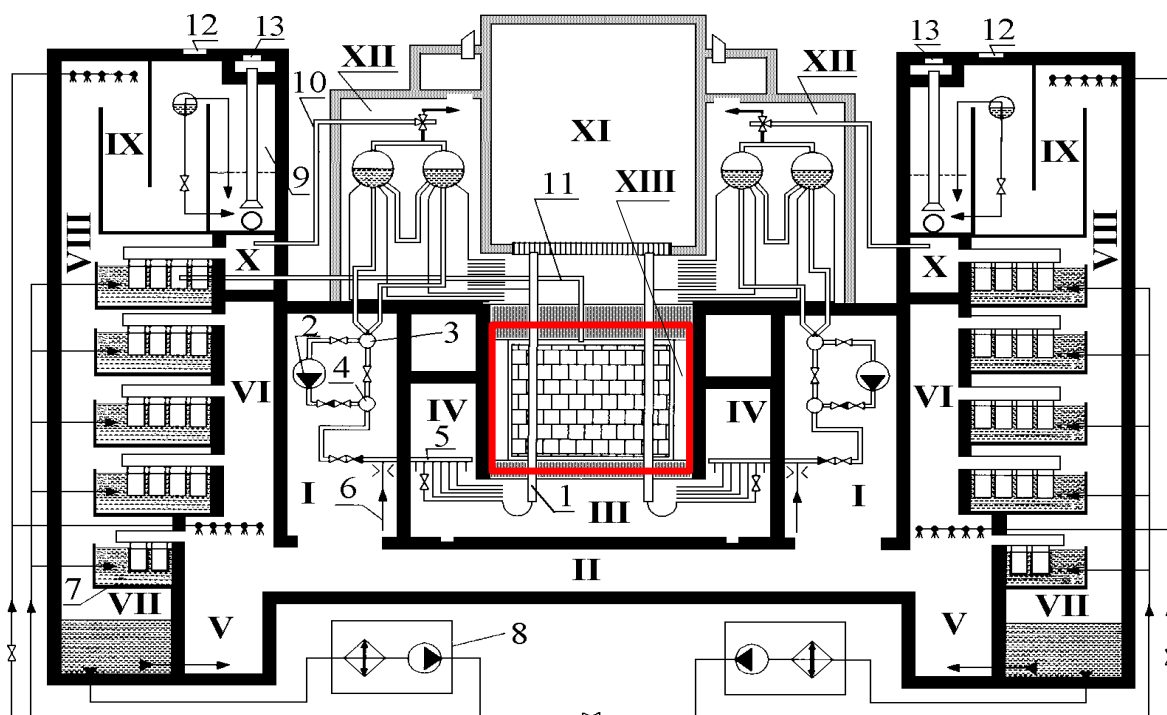 12 13 13 12
XII XII
10
XI
IX IX
9
11 XIII
VIII VIII
X X
2 3
4
VI IV IV VI
5
I I
6 1 III
II
7
VII VII
V V
8